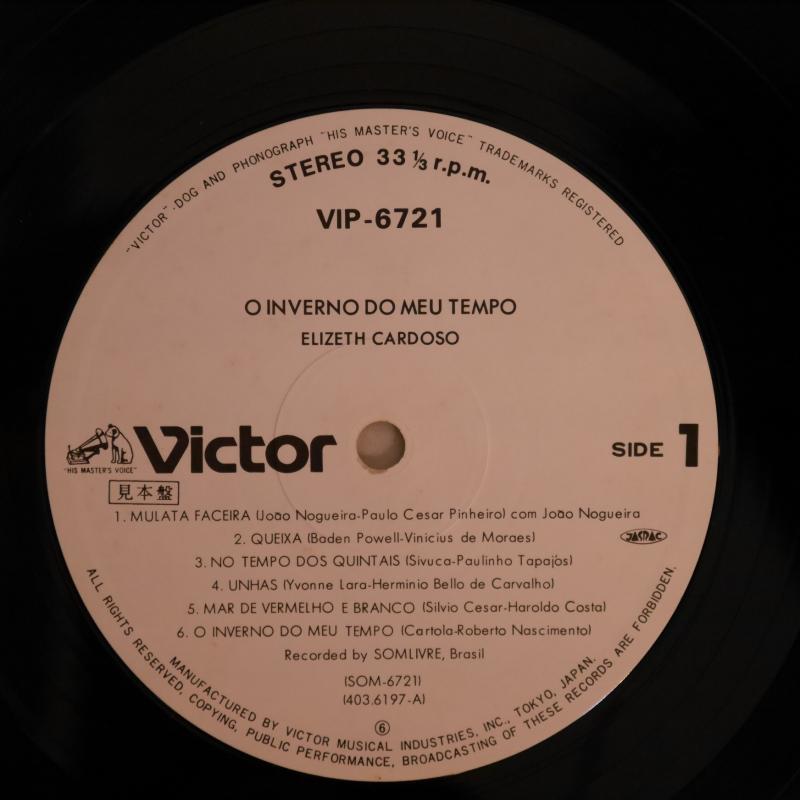 "VICTOR"-DOG AND PHONOGRAPH "HIS MASTER'S VOICE" TRADEMARKS REGISTERED
STEREO 33 1/3 r.p.m.
VIP-6721
O INVERNO DO MEU TEMPO
ELIZETH CARDOSO
"HIS MASTER'S VOICE"
Victor
SIDE 1
見本盤
1. MULATA FACEIRA (João Nogueira-Paulo Cesar Pinheiro) com João Nogueira
2. QUEIXA (Baden Powell-Vinicius de Moraes)
JASRAC
3. NO TEMPO DOS QUINTAIS (Sivuca-Paulinho Tapajós)
4. UNHAS (Yvonne Lara-Herminio Bello de Carvalho)
5. MAR DE VERMELHO E BRANCO (Silvio Cesar-Haroldo Costa)
6. O INVERNO DO MEU TEMPO (Cartola-Roberto Nascimento)
Recorded by SOMLIVRE, Brasil
(SOM-6721)
(403.6197-A)
⑥
MANUFACTURED BY VICTOR MUSICAL INDUSTRIES, INC., TOKYO, JAPAN.
ALL RIGHTS RESERVED, COPYING, PUBLIC PERFORMANCE, BROADCASTING OF THESE RECORDS ARE FORBIDDEN.